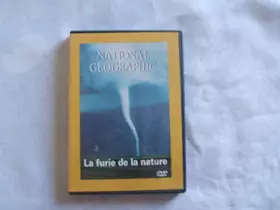 NATIONAL
GEOGRAPHIC
La furie de la nature
DVD